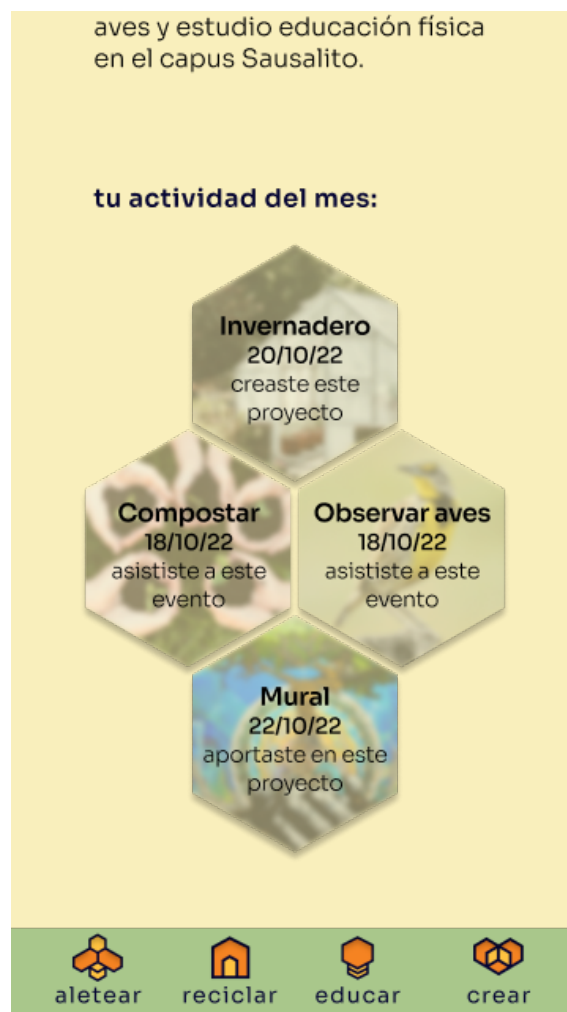 aves y estudio educación física
en el capus Sausalito.
tu actividad del mes:
Invernadero
20/10/22
creaste este
proyecto
Compostar
18/10/22
asististe a este
evento
Observar aves
18/10/22
asististe a este
evento
Mural
22/10/22
aportaste en este
proyecto
aletear
reciclar
educar
crear